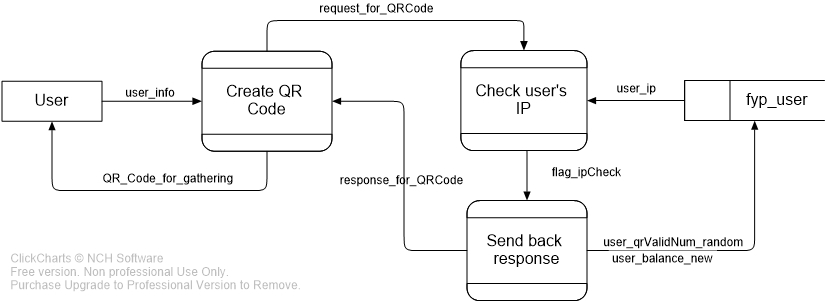 request_for_QRCode
User
user_info
Create QR
Code
Check user's
IP
user_ip
fyp_user
QR_Code_for_gathering
response_for_QRCode
flag_ipCheck
Send back
response
user_qrValidNum_random
user_balance_new
ClickCharts © NCH Software
Free version. Non professional Use Only.
Purchase Upgrade to Professional Version to Remove.